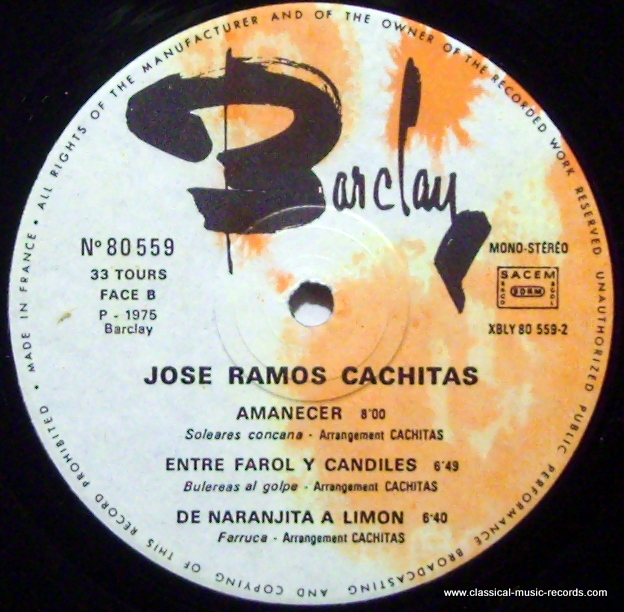 • MADE IN FRANCE • ALL RIGHTS OF THE MANUFACTURER AND OF THE OWNER OF THE RECORDED WORK RESERVED UNAUTHORIZED PUBLIC PERFORMANCE BROADCASTING AND COPYING OF THIS RECORD PROHIBITED
Barclay
N° 80 559
33 TOURS
FACE B
P - 1975
Barclay
MONO-STÉRÉO
SACEM
SDRM
XBLY 80 559-2
JOSE RAMOS CACHITAS
AMANECER 8'00
Soleares concana - Arrangement CACHITAS
ENTRE FAROL Y CANDILES 6'49
Bulereas al golpe - Arrangement CACHITAS
DE NARANJITA A LIMON 6'40
Farruca - Arrangement CACHITAS
www.classical-music-records.com